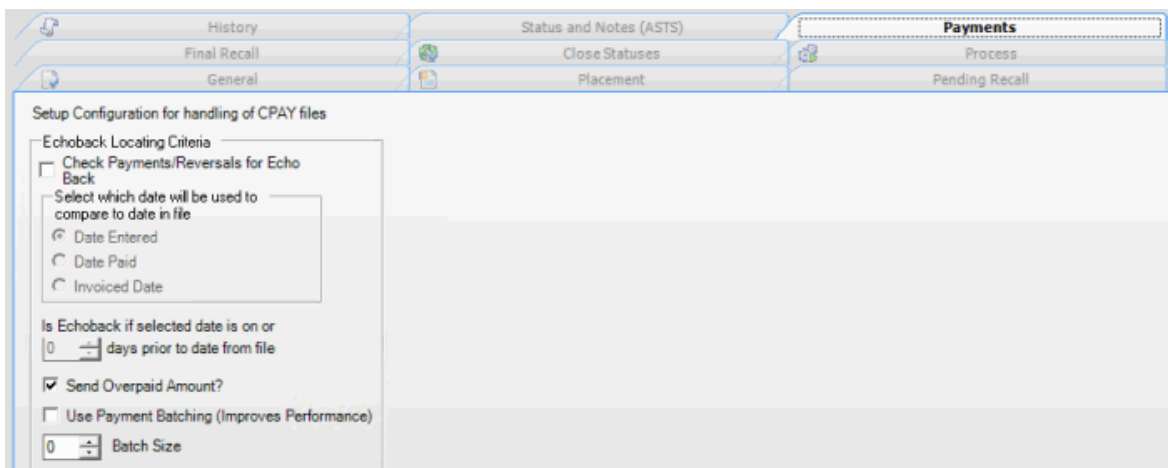 History
Status and Notes (ASTS)
Payments
Final Recall
Close Statuses
Process
General
Placement
Pending Recall
Setup Configuration for handling of CPAY files
Echoback Locating Criteria
Check Payments/Reversals for Echo
Back
Select which date will be used to
compare to date in file
Date Entered
Date Paid
Invoiced Date
Is Echoback if selected date is on or
0 days prior to date from file
Send Overpaid Amount?
Use Payment Batching (Improves Performance)
0 Batch Size